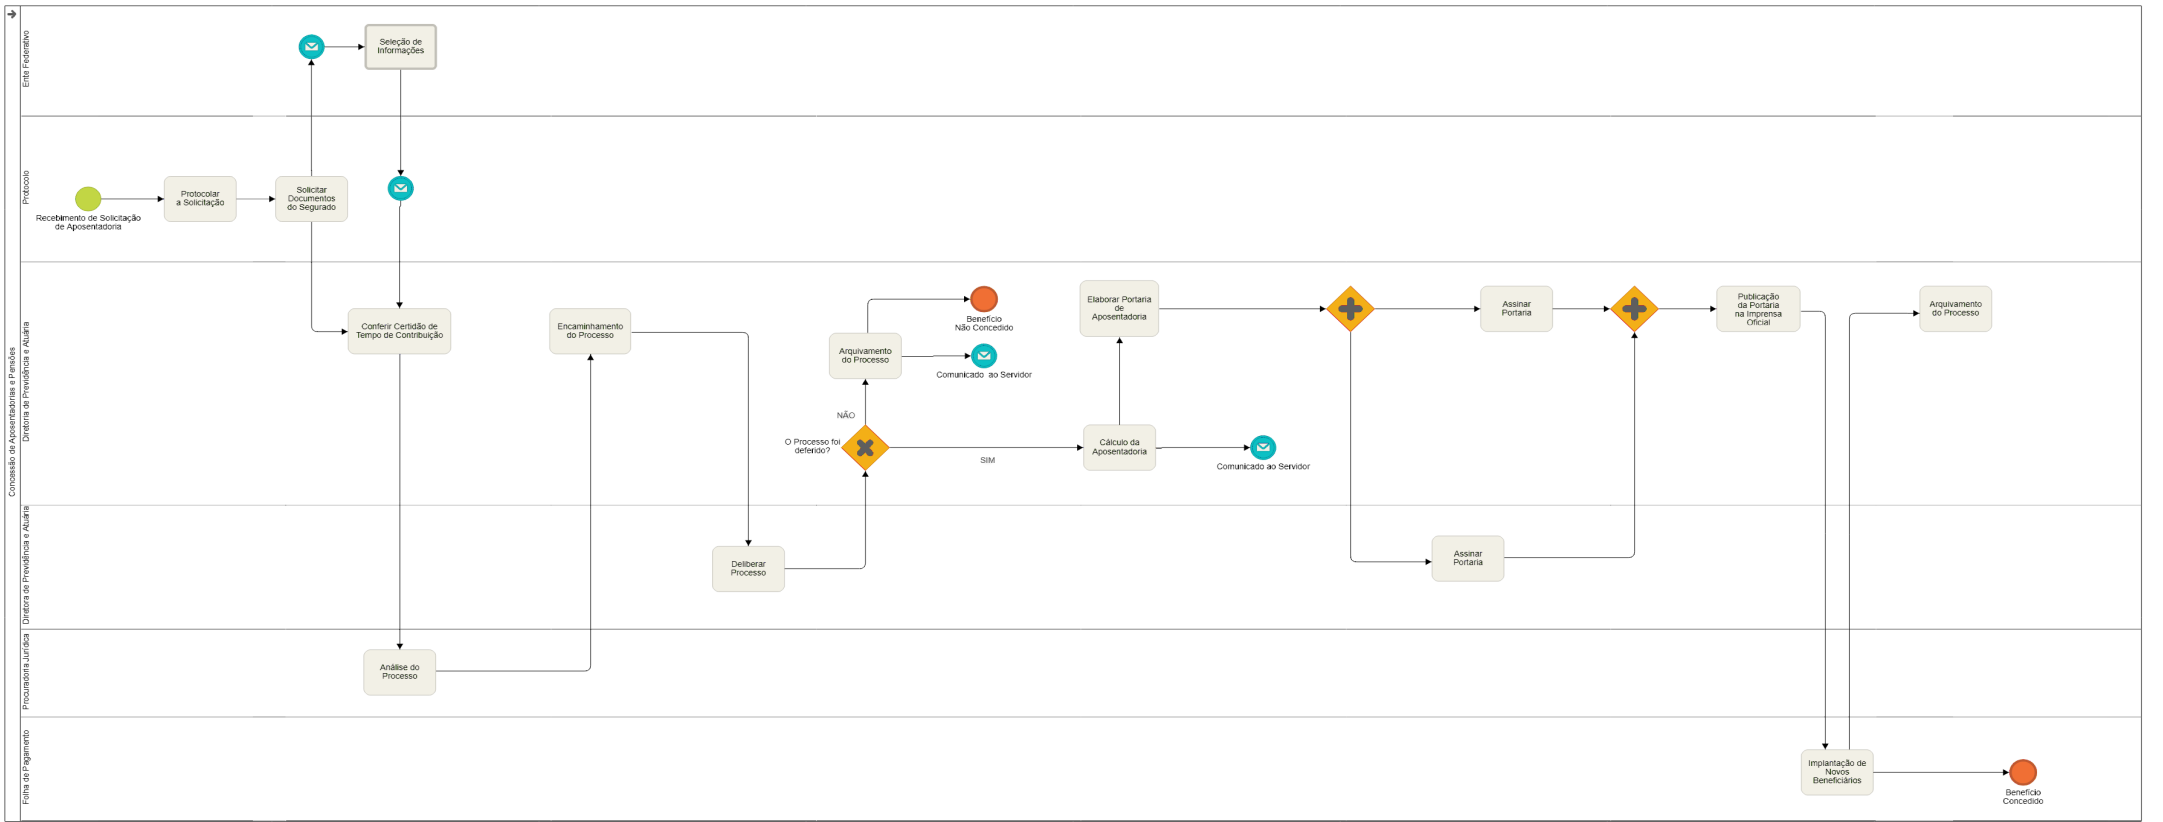 Concessão de Aposentadorias e Pensões
Ente Federativo
Seleção de
Informações
Protocolo
Recebimento de Solicitação
de Aposentadoria
Protocolar
a Solicitação
Solicitar
Documentos
do Segurado
Diretoria de Previdência e Atuária
Conferir Certidão de
Tempo de Contribuição
Encaminhamento
do Processo
Arquivamento
do Processo
Benefício
Não Concedido
Comunicado ao Servidor
NÃO
O Processo foi
deferido?
SIM
Elaborar Portaria
de
Aposentadoria
Cálculo da
Aposentadoria
Comunicado ao Servidor
Assinar
Portaria
Publicação
da Portaria
na Imprensa
Oficial
Arquivamento
do Processo
Diretora de Previdência e Atuária
Deliberar
Processo
Assinar
Portaria
Procuradoria Jurídica
Análise do
Processo
Folha de Pagamento
Implantação de
Novos
Beneficiários
Benefício
Concedido